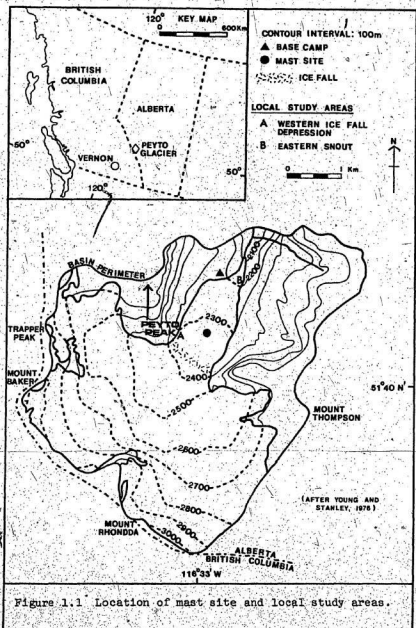 120°
KEY MAP
0 600Km
BRITISH
COLUMBIA
ALBERTA
50°
PEYTO
GLACIER
VERNON
50°
120°
CONTOUR INTERVAL: 100m
BASE CAMP
MAST SITE
ICE FALL
LOCAL STUDY AREAS
A WESTERN ICE FALL
DEPRESSION
B EASTERN SNOUT
0 1 Km
N
BASIN PERIMETER
2100
2200
B
2300
PEYTO
PEAK
A
2400
TRAPPER
PEAK
MOUNT
BAKER
51°40'N
2500
MOUNT
THOMPSON
2600
2700
2800
2900
3000
(AFTER YOUNG AND
STANLEY, 1976)
MOUNT
RHONDDA
ALBERTA
BRITISH COLUMBIA
116°33'W
Figure 1.1 Location of mast site and local study areas.